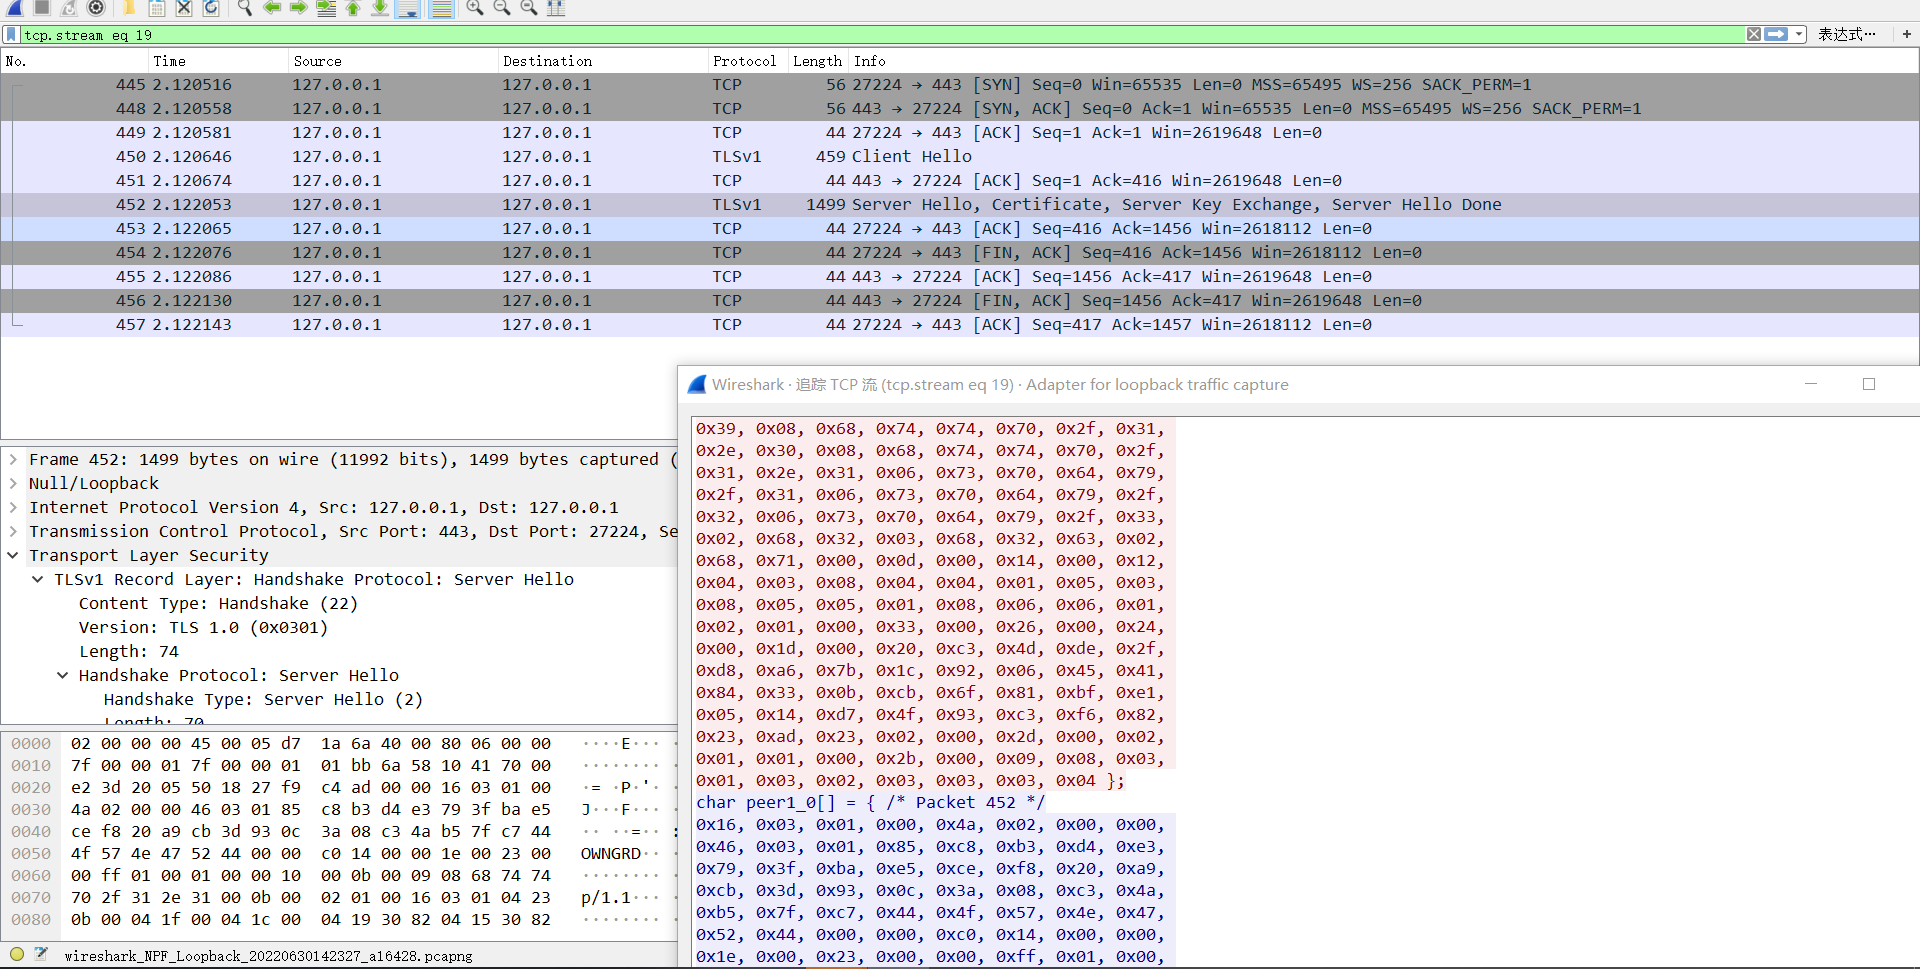 tcp.stream eq 19
表达式…
+
No. Time Source Destination Protocol Length Info
445 2.120516 127.0.0.1 127.0.0.1 TCP 56 27224 → 443 [SYN] Seq=0 Win=65535 Len=0 MSS=65495 WS=256 SACK_PERM=1
448 2.120558 127.0.0.1 127.0.0.1 TCP 56 443 → 27224 [SYN, ACK] Seq=0 Ack=1 Win=65535 Len=0 MSS=65495 WS=256 SACK_PERM=1
449 2.120581 127.0.0.1 127.0.0.1 TCP 44 27224 → 443 [ACK] Seq=1 Ack=1 Win=2619648 Len=0
450 2.120646 127.0.0.1 127.0.0.1 TLSv1 459 Client Hello
451 2.120674 127.0.0.1 127.0.0.1 TCP 44 443 → 27224 [ACK] Seq=1 Ack=416 Win=2619648 Len=0
452 2.122053 127.0.0.1 127.0.0.1 TLSv1 1499 Server Hello, Certificate, Server Key Exchange, Server Hello Done
453 2.122065 127.0.0.1 127.0.0.1 TCP 44 27224 → 443 [ACK] Seq=416 Ack=1456 Win=2618112 Len=0
454 2.122076 127.0.0.1 127.0.0.1 TCP 44 27224 → 443 [FIN, ACK] Seq=416 Ack=1456 Win=2618112 Len=0
455 2.122086 127.0.0.1 127.0.0.1 TCP 44 443 → 27224 [ACK] Seq=1456 Ack=417 Win=2619648 Len=0
456 2.122130 127.0.0.1 127.0.0.1 TCP 44 443 → 27224 [FIN, ACK] Seq=1456 Ack=417 Win=2619648 Len=0
457 2.122143 127.0.0.1 127.0.0.1 TCP 44 27224 → 443 [ACK] Seq=417 Ack=1457 Win=2618112 Len=0
Frame 452: 1499 bytes on wire (11992 bits), 1499 bytes captured (
Null/Loopback
Internet Protocol Version 4, Src: 127.0.0.1, Dst: 127.0.0.1
Transmission Control Protocol, Src Port: 443, Dst Port: 27224, Se
Transport Layer Security
TLSv1 Record Layer: Handshake Protocol: Server Hello
Content Type: Handshake (22)
Version: TLS 1.0 (0x0301)
Length: 74
Handshake Protocol: Server Hello
Handshake Type: Server Hello (2)
Length: 70
0000 02 00 00 00 45 00 05 d7 1a 6a 40 00 80 06 00 00 ····E···
0010 7f 00 00 01 7f 00 00 01 01 bb 6a 58 10 41 70 00 ········
0020 e2 3d 20 05 50 18 27 f9 c4 ad 00 00 16 03 01 00 ·= ·P·'·
0030 4a 02 00 00 46 03 01 85 c8 b3 d4 e3 79 3f ba e5 J···F···
0040 ce f8 20 a9 cb 3d 93 0c 3a 08 c3 4a b5 7f c7 44 ·· ··=·· :
0050 4f 57 4e 47 52 44 00 00 c0 14 00 00 1e 00 23 00 OWNGRD··
0060 00 ff 01 00 01 00 00 10 00 0b 00 09 08 68 74 74 ········
0070 70 2f 31 2e 31 00 0b 00 02 01 00 16 03 01 04 23 p/1.1···
0080 0b 00 04 1f 00 04 1c 00 04 19 30 82 04 15 30 82 ········
wireshark_NPF_Loopback_20220630142327_a16428.pcapng
Wireshark · 追踪 TCP 流 (tcp.stream eq 19) · Adapter for loopback traffic capture
0x39, 0x08, 0x68, 0x74, 0x74, 0x70, 0x2f, 0x31,
0x2e, 0x30, 0x08, 0x68, 0x74, 0x74, 0x70, 0x2f,
0x31, 0x2e, 0x31, 0x06, 0x73, 0x70, 0x64, 0x79,
0x2f, 0x31, 0x06, 0x73, 0x70, 0x64, 0x79, 0x2f,
0x32, 0x06, 0x73, 0x70, 0x64, 0x79, 0x2f, 0x33,
0x02, 0x68, 0x32, 0x03, 0x68, 0x32, 0x63, 0x02,
0x68, 0x71, 0x00, 0x0d, 0x00, 0x14, 0x00, 0x12,
0x04, 0x03, 0x08, 0x04, 0x04, 0x01, 0x05, 0x03,
0x08, 0x05, 0x05, 0x01, 0x08, 0x06, 0x06, 0x01,
0x02, 0x01, 0x00, 0x33, 0x00, 0x26, 0x00, 0x24,
0x00, 0x1d, 0x00, 0x20, 0xc3, 0x4d, 0xde, 0x2f,
0xd8, 0xa6, 0x7b, 0x1c, 0x92, 0x06, 0x45, 0x41,
0x84, 0x33, 0x0b, 0xcb, 0x6f, 0x81, 0xbf, 0xe1,
0x05, 0x14, 0xd7, 0x4f, 0x93, 0xc3, 0xf6, 0x82,
0x23, 0xad, 0x23, 0x02, 0x00, 0x2d, 0x00, 0x02,
0x01, 0x01, 0x00, 0x2b, 0x00, 0x09, 0x08, 0x03,
0x01, 0x03, 0x02, 0x03, 0x03, 0x03, 0x04 };
char peer1_0[] = { /* Packet 452 */
0x16, 0x03, 0x01, 0x00, 0x4a, 0x02, 0x00, 0x00,
0x46, 0x03, 0x01, 0x85, 0xc8, 0xb3, 0xd4, 0xe3,
0x79, 0x3f, 0xba, 0xe5, 0xce, 0xf8, 0x20, 0xa9,
0xcb, 0x3d, 0x93, 0x0c, 0x3a, 0x08, 0xc3, 0x4a,
0xb5, 0x7f, 0xc7, 0x44, 0x4f, 0x57, 0x4e, 0x47,
0x52, 0x44, 0x00, 0x00, 0xc0, 0x14, 0x00, 0x00,
0x1e, 0x00, 0x23, 0x00, 0x00, 0xff, 0x01, 0x00,